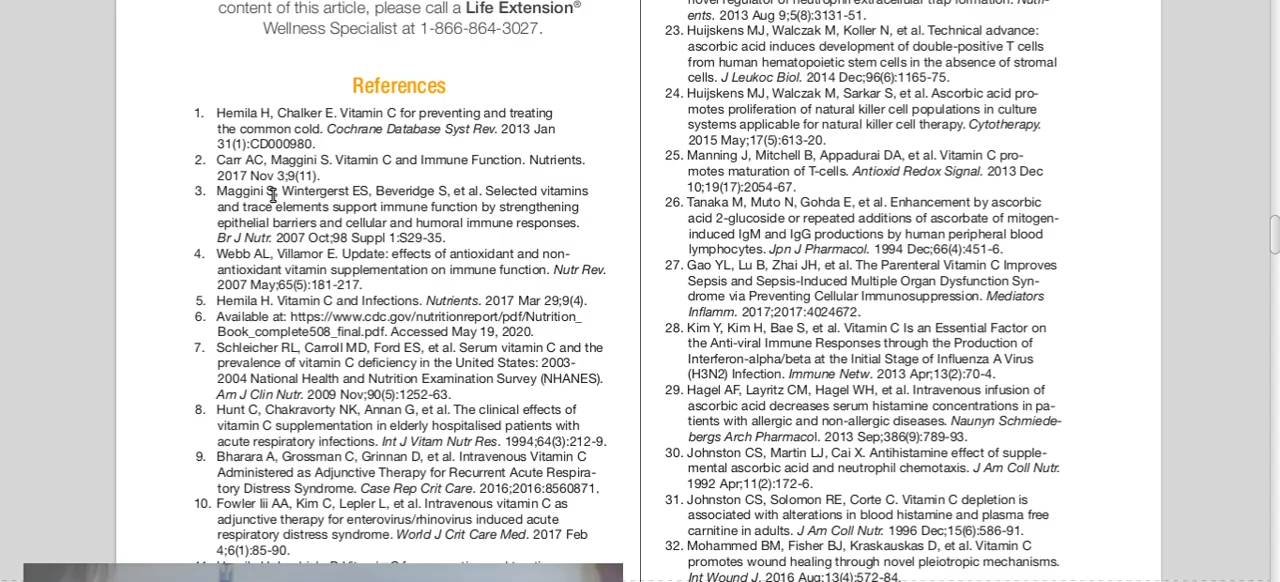 content of this article, please call a Life Extension®
Wellness Specialist at 1-866-864-3027.
References
1. Hemila H, Chalker E. Vitamin C for preventing and treating
the common cold. Cochrane Database Syst Rev. 2013 Jan
31(1):CD000980.
2. Carr AC, Maggini S. Vitamin C and Immune Function. Nutrients.
2017 Nov 3;9(11).
3. Maggini S, Wintergerst ES, Beveridge S, et al. Selected vitamins
and trace elements support immune function by strengthening
epithelial barriers and cellular and humoral immune responses.
Br J Nutr. 2007 Oct;98 Suppl 1:S29-35.
4. Webb AL, Villamor E. Update: effects of antioxidant and non-
antioxidant vitamin supplementation on immune function. Nutr Rev.
2007 May;65(5):181-217.
5. Hemila H. Vitamin C and Infections. Nutrients. 2017 Mar 29;9(4).
6. Available at: https://www.cdc.gov/nutritionreport/pdf/Nutrition_
Book_complete508_final.pdf. Accessed May 19, 2020.
7. Schleicher RL, Carroll MD, Ford ES, et al. Serum vitamin C and the
prevalence of vitamin C deficiency in the United States: 2003-
2004 National Health and Nutrition Examination Survey (NHANES).
Am J Clin Nutr. 2009 Nov;90(5):1252-63.
8. Hunt C, Chakravorty NK, Annan G, et al. The clinical effects of
vitamin C supplementation in elderly hospitalised patients with
acute respiratory infections. Int J Vitam Nutr Res. 1994;64(3):212-9.
9. Bharara A, Grossman C, Grinnan D, et al. Intravenous Vitamin C
Administered as Adjunctive Therapy for Recurrent Acute Respira-
tory Distress Syndrome. Case Rep Crit Care. 2016;2016:8560871.
10. Fowler Iii AA, Kim C, Lepler L, et al. Intravenous vitamin C as
adjunctive therapy for enterovirus/rhinovirus induced acute
respiratory distress syndrome. World J Crit Care Med. 2017 Feb
4;6(1):85-90.
novel regulator of neutrophil extracellular trap formation. Nutri-
ents. 2013 Aug 9;5(8):3131-51.
23. Huijskens MJ, Walczak M, Koller N, et al. Technical advance:
ascorbic acid induces development of double-positive T cells
from human hematopoietic stem cells in the absence of stromal
cells. J Leukoc Biol. 2014 Dec;96(6):1165-75.
24. Huijskens MJ, Walczak M, Sarkar S, et al. Ascorbic acid pro-
motes proliferation of natural killer cell populations in culture
systems applicable for natural killer cell therapy. Cytotherapy.
2015 May;17(5):613-20.
25. Manning J, Mitchell B, Appadurai DA, et al. Vitamin C pro-
motes maturation of T-cells. Antioxid Redox Signal. 2013 Dec
10;19(17):2054-67.
26. Tanaka M, Muto N, Gohda E, et al. Enhancement by ascorbic
acid 2-glucoside or repeated additions of ascorbate of mitogen-
induced IgM and IgG productions by human peripheral blood
lymphocytes. Jpn J Pharmacol. 1994 Dec;66(4):451-6.
27. Gao YL, Lu B, Zhai JH, et al. The Parenteral Vitamin C Improves
Sepsis and Sepsis-Induced Multiple Organ Dysfunction Syn-
drome via Preventing Cellular Immunosuppression. Mediators
Inflamm. 2017;2017:4024672.
28. Kim Y, Kim H, Bae S, et al. Vitamin C Is an Essential Factor on
the Anti-viral Immune Responses through the Production of
Interferon-alpha/beta at the Initial Stage of Influenza A Virus
(H3N2) Infection. Immune Netw. 2013 Apr;13(2):70-4.
29. Hagel AF, Layritz CM, Hagel WH, et al. Intravenous infusion of
ascorbic acid decreases serum histamine concentrations in pa-
tients with allergic and non-allergic diseases. Naunyn Schmiede-
bergs Arch Pharmacol. 2013 Sep;386(9):789-93.
30. Johnston CS, Martin LJ, Cai X. Antihistamine effect of supple-
mental ascorbic acid and neutrophil chemotaxis. J Am Coll Nutr.
1992 Apr;11(2):172-6.
31. Johnston CS, Solomon RE, Corte C. Vitamin C depletion is
associated with alterations in blood histamine and plasma free
carnitine in adults. J Am Coll Nutr. 1996 Dec;15(6):586-91.
32. Mohammed BM, Fisher BJ, Kraskauskas D, et al. Vitamin C
promotes wound healing through novel pleiotropic mechanisms.
Int Wound J. 2016 Aug;13(4):572-84.